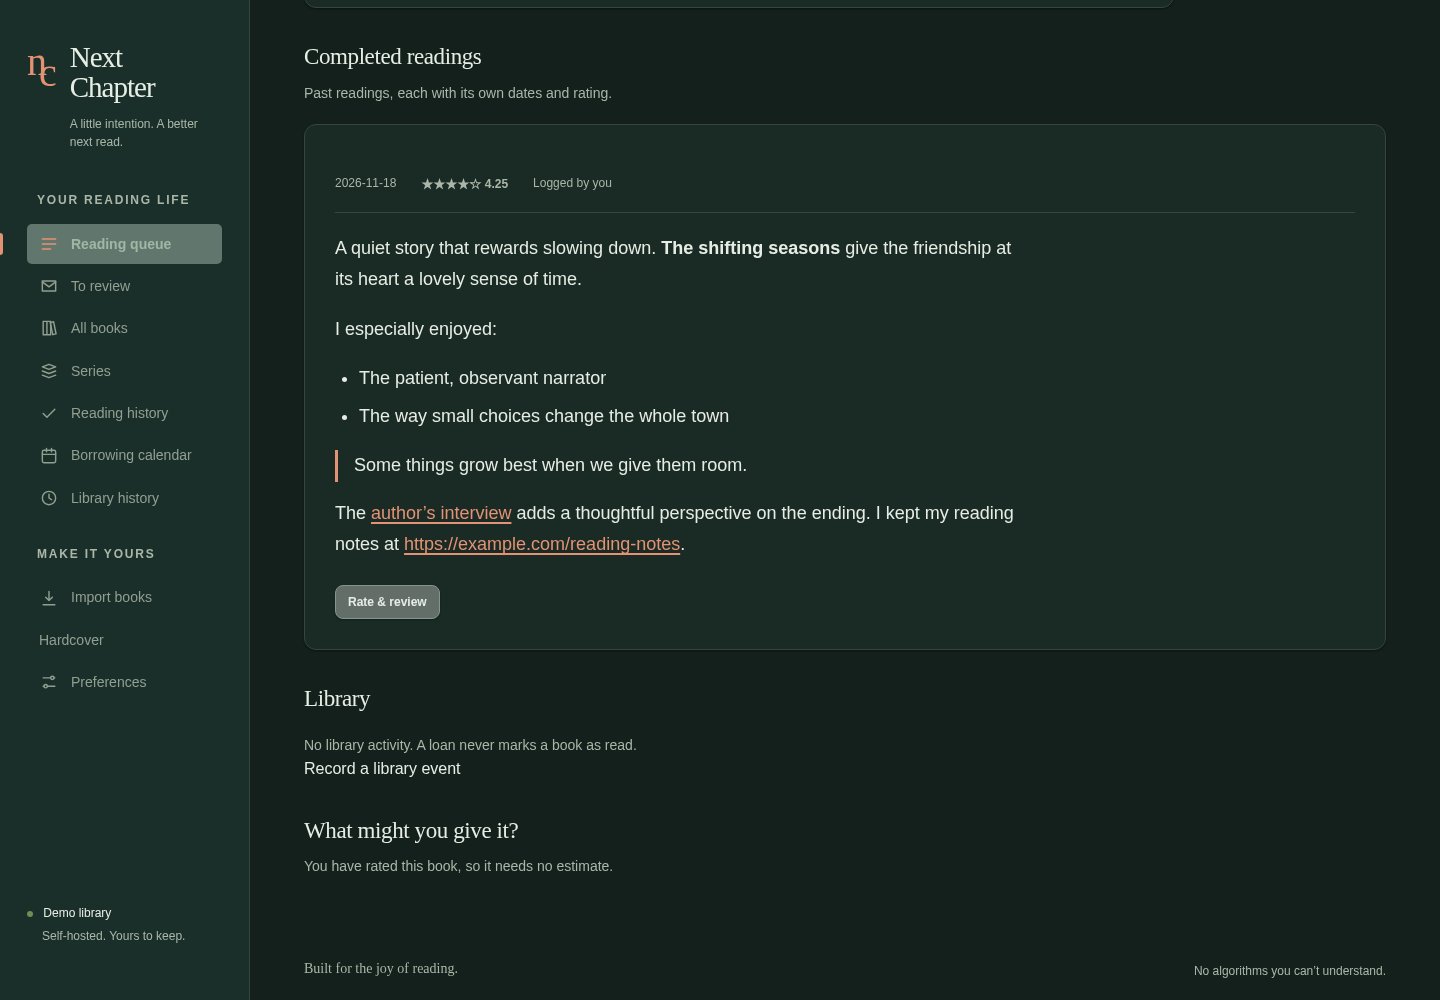 nc
Next
Chapter
A little intention. A better
next read.
YOUR READING LIFE
Reading queue
To review
All books
Series
Reading history
Borrowing calendar
Library history
MAKE IT YOURS
Import books
Hardcover
Preferences
Demo library
Self-hosted. Yours to keep.
Completed readings
Past readings, each with its own dates and rating.
2026-11-18 ★★★★☆ 4.25 Logged by you
A quiet story that rewards slowing down. The shifting seasons give the friendship at
its heart a lovely sense of time.
I especially enjoyed:
• The patient, observant narrator
• The way small choices change the whole town
Some things grow best when we give them room.
The author’s interview adds a thoughtful perspective on the ending. I kept my reading
notes at https://example.com/reading-notes.
Rate & review
Library
No library activity. A loan never marks a book as read.
Record a library event
What might you give it?
You have rated this book, so it needs no estimate.
Built for the joy of reading.
No algorithms you can’t understand.